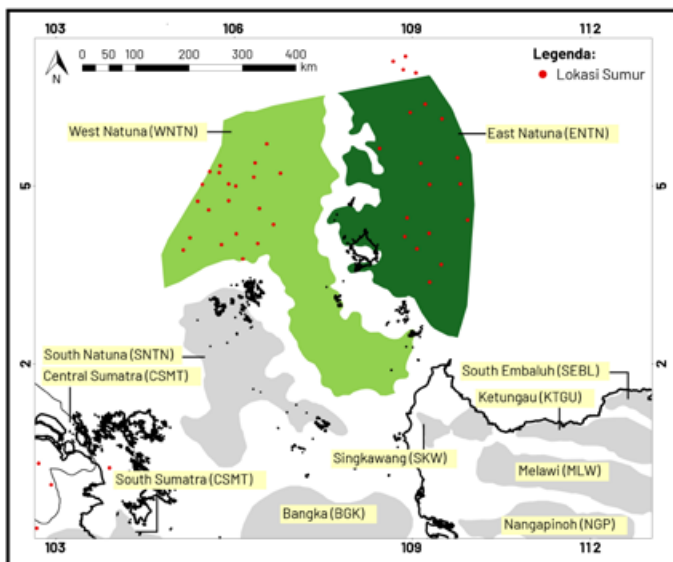 103 106 109 112
0 50 100 200 300 400
km
N
Legenda:
Lokasi Sumur
West Natuna (WNTN)
East Natuna (ENTN)
5 5
South Natuna (SNTN)
Central Sumatra (CSMT)
2 2
South Embaluh (SEBL)
Ketungau (KTGU)
Singkawang (SKW)
South Sumatra (CSMT)
Melawi (MLW)
Bangka (BGK)
Nangapinoh (NGP)
103 109 112